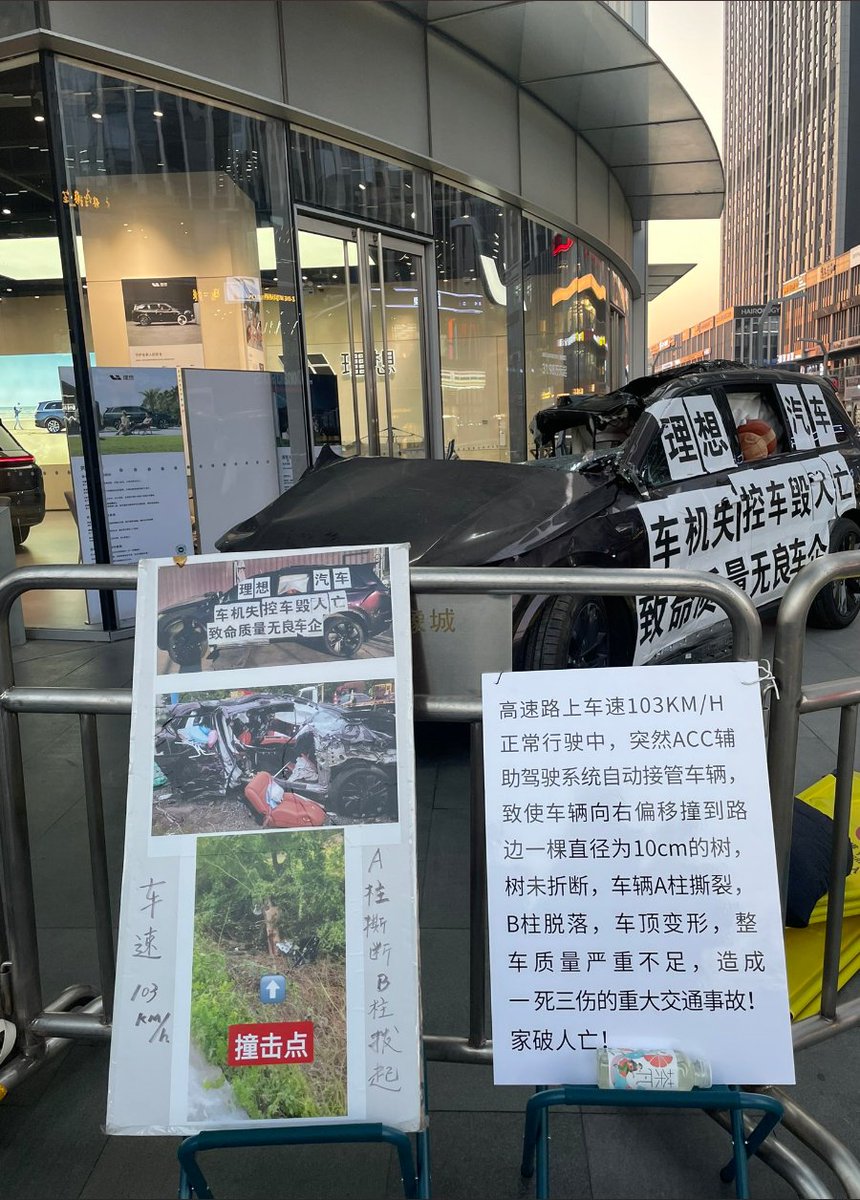 理想
HAIROLOGY
理想
理想 汽车
车机失控车毁人亡
致命质量无良车企
理想 汽车
车机失控车毁人亡
致命质量无良车企
车速
103
KM/h
A柱撕断B柱拔起
撞击点
高速路上车速103KM/H
正常行驶中，突然ACC辅
助驾驶系统自动接管车辆，
致使车辆向右偏移撞到路
边一棵直径为10cm的树，
树未折断，车辆A柱撕裂，
B柱脱落，车顶变形，整
车质量严重不足，造成
一死三伤的重大交通事故！
家破人亡！